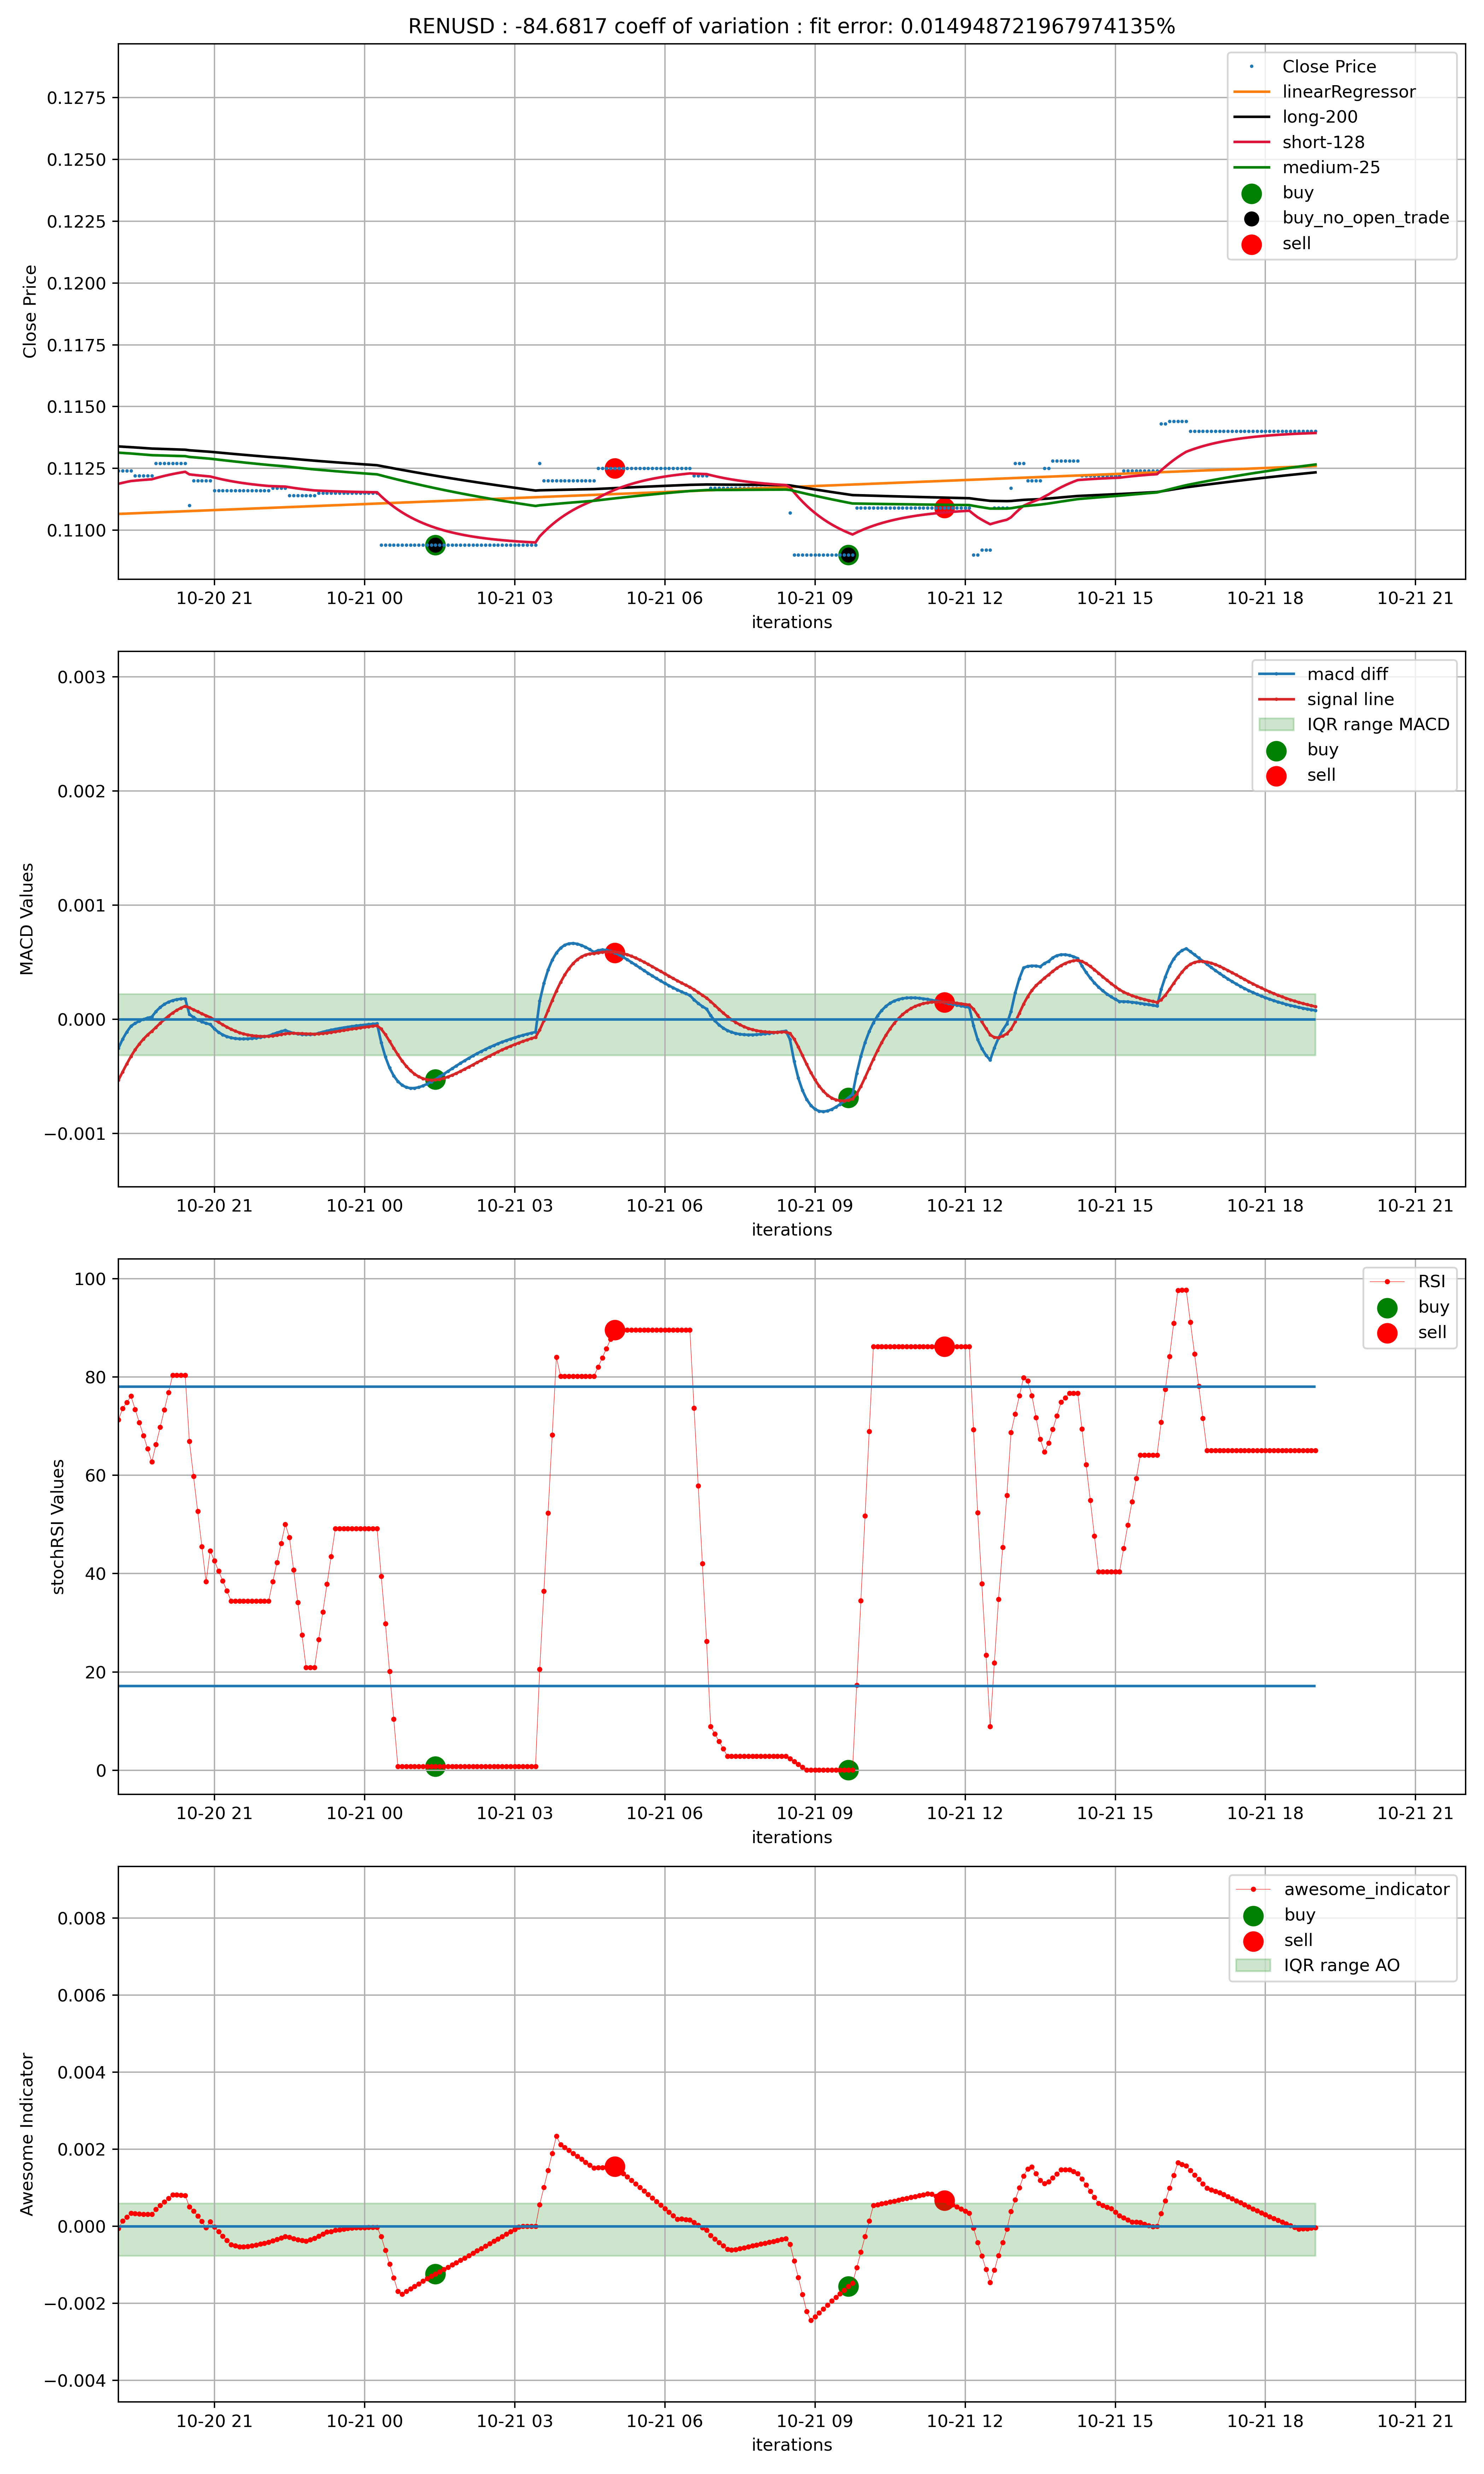 RENUSD : -84.6817 coeff of variation : fit error: 0.014948721967974135%
Close Price
linearRegressor
long-200
short-128
medium-25
buy
buy_no_open_trade
sell
0.1275
0.1250
0.1225
0.1200
0.1175
0.1150
0.1125
0.1100
Close Price
10-20 21 10-21 00 10-21 03 10-21 06 10-21 09 10-21 12 10-21 15 10-21 18 10-21 21
iterations
macd diff
signal line
IQR range MACD
buy
sell
0.003
0.002
0.001
0.000
−0.001
MACD Values
10-20 21 10-21 00 10-21 03 10-21 06 10-21 09 10-21 12 10-21 15 10-21 18 10-21 21
iterations
RSI
buy
sell
100
80
60
40
20
0
stochRSI Values
10-20 21 10-21 00 10-21 03 10-21 06 10-21 09 10-21 12 10-21 15 10-21 18 10-21 21
iterations
awesome_indicator
buy
sell
IQR range AO
0.008
0.006
0.004
0.002
0.000
−0.002
−0.004
Awesome Indicator
10-20 21 10-21 00 10-21 03 10-21 06 10-21 09 10-21 12 10-21 15 10-21 18 10-21 21
iterations